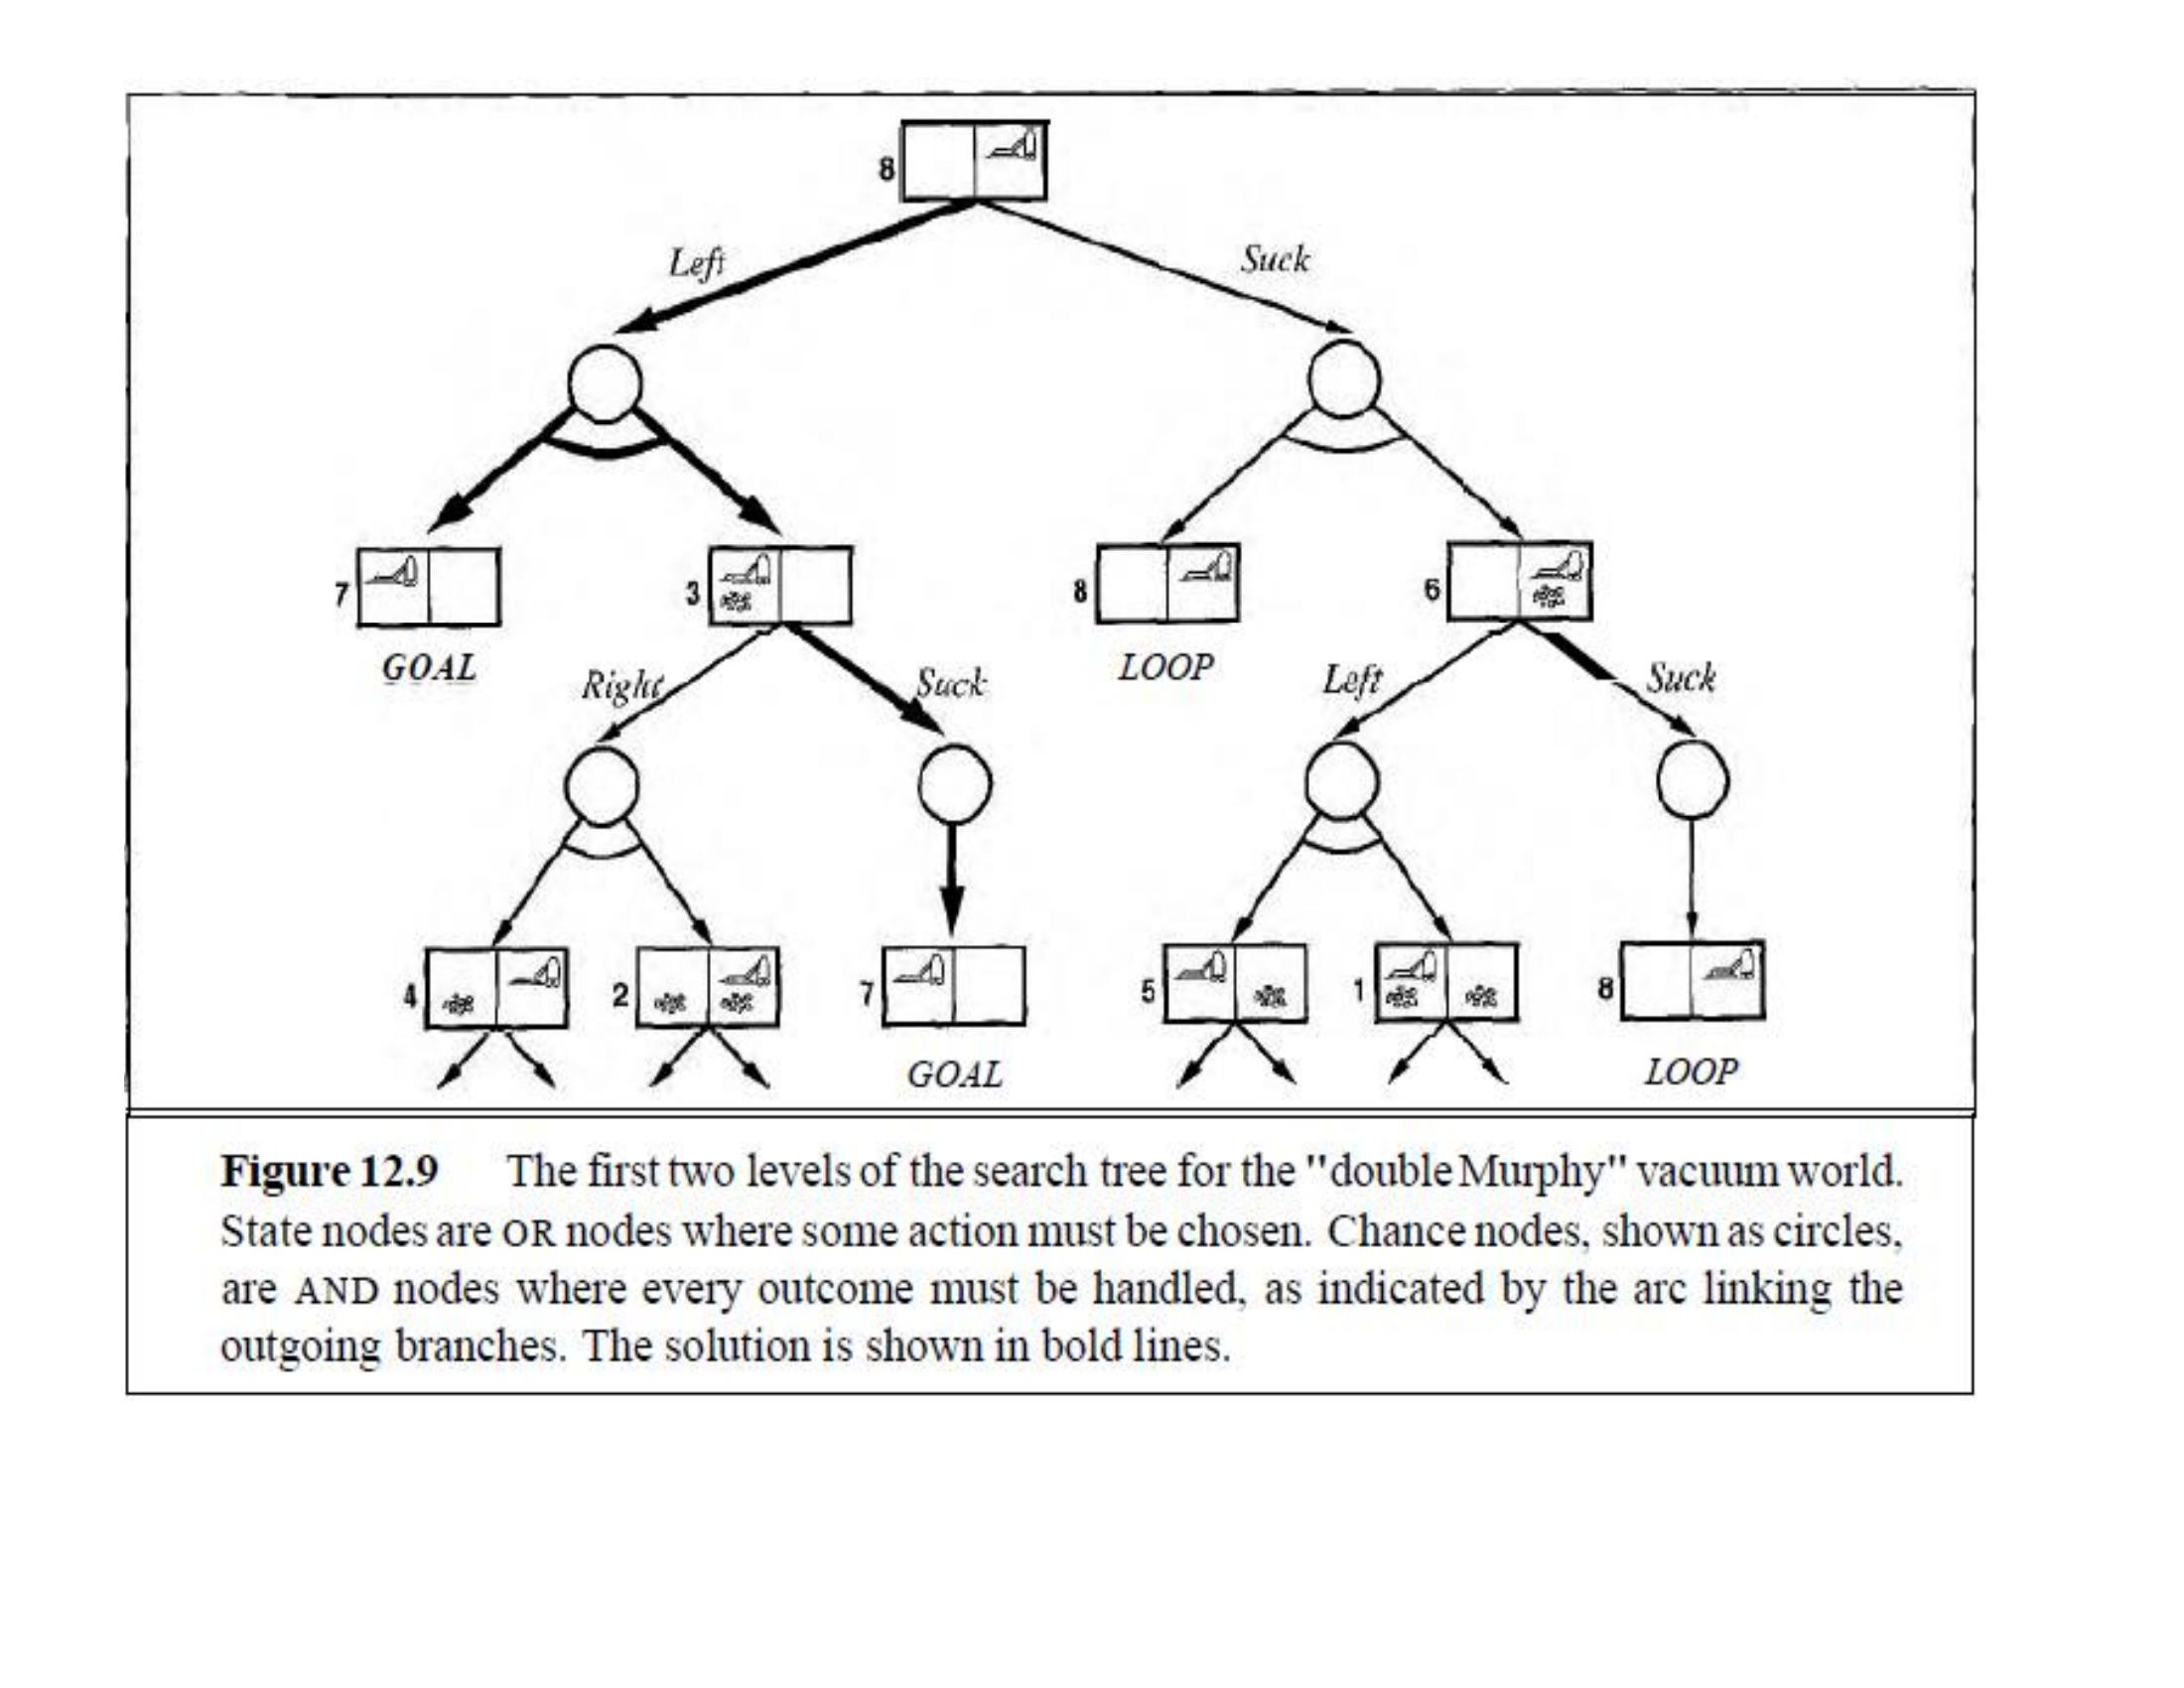 8
Left
Suck
7
3
8
6
GOAL
Right
Suck
LOOP
Left
Suck
4
2
7
5
1
8
GOAL
LOOP
Figure 12.9 The first two levels of the search tree for the "double Murphy" vacuum world.
State nodes are OR nodes where some action must be chosen. Chance nodes, shown as circles,
are AND nodes where every outcome must be handled, as indicated by the arc linking the
outgoing branches. The solution is shown in bold lines.